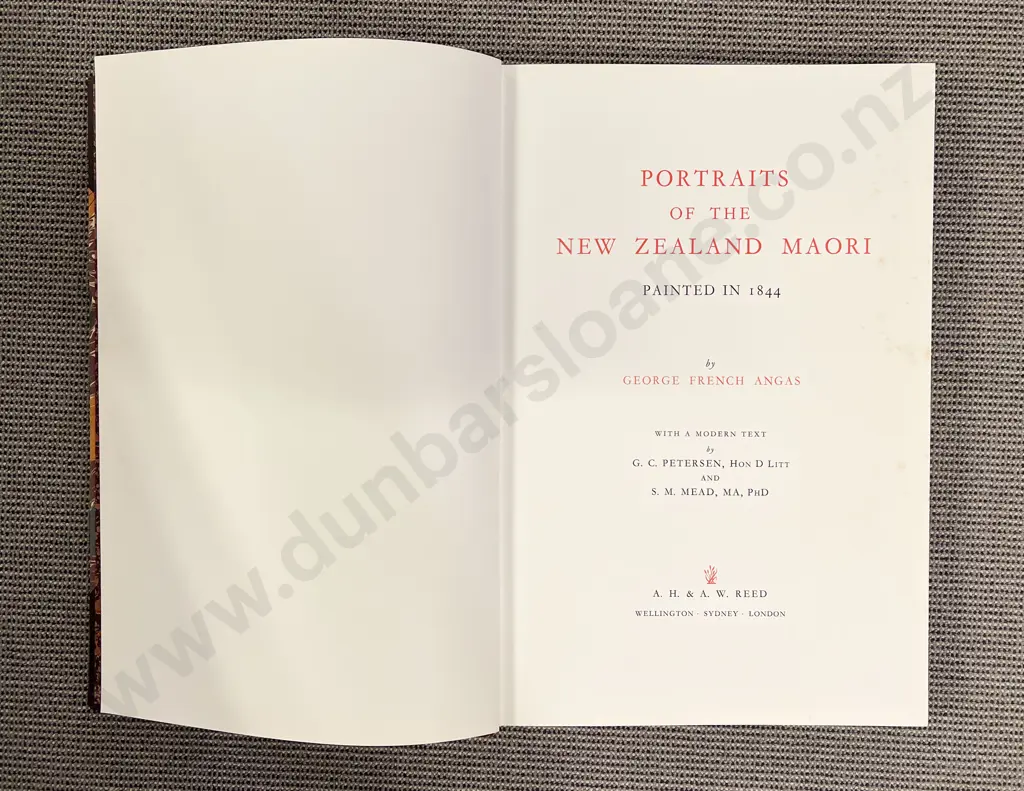 PORTRAITS
OF THE
NEW ZEALAND MAORI
PAINTED IN 1844
by
GEORGE FRENCH ANGAS
WITH A MODERN TEXT
by
G. C. PETERSEN, HON D LITT
AND
S. M. MEAD, MA, PHD
A. H. & A. W. REED
WELLINGTON · SYDNEY · LONDON
www.dunbarsloane.co.nz